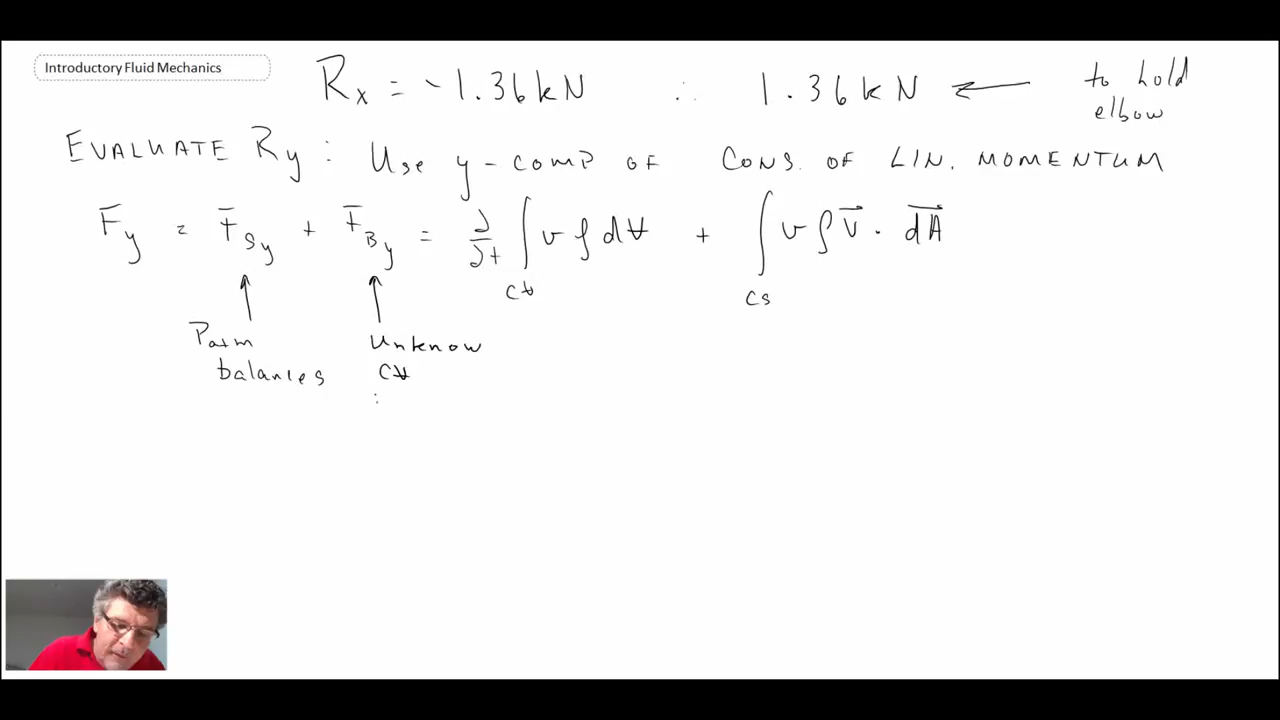 Introductory Fluid Mechanics
Rx = -1.36kN ∴ 1.36kN ← to hold elbow
EVALUATE Ry : Use y-comp OF CONS. OF LIN. MOMENTUM
Fy = FSy + FBy = ∂/∂t ∫CV v ρ dV + ∫CS v ρ V⃗ · dA⃗
Patm Unknow
balances CV